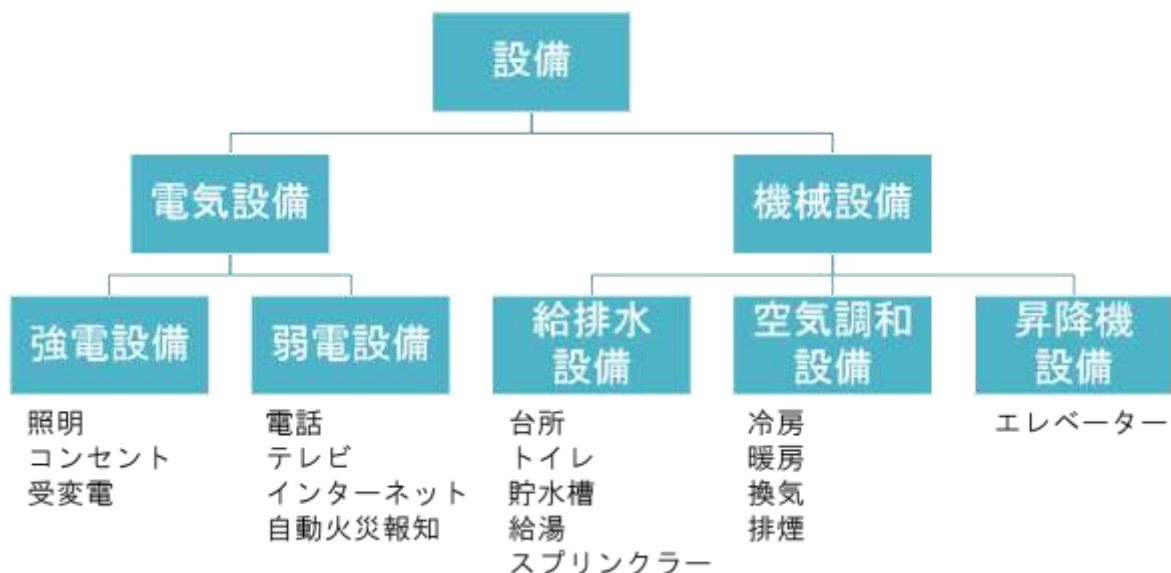 設備
電気設備
機械設備
強電設備
弱電設備
給排水
設備
空気調和
設備
昇降機
設備
照明
コンセント
受変電
電話
テレビ
インターネット
自動火災報知
台所
トイレ
貯水槽
給湯
スプリンクラー
冷房
暖房
換気
排煙
エレベーター